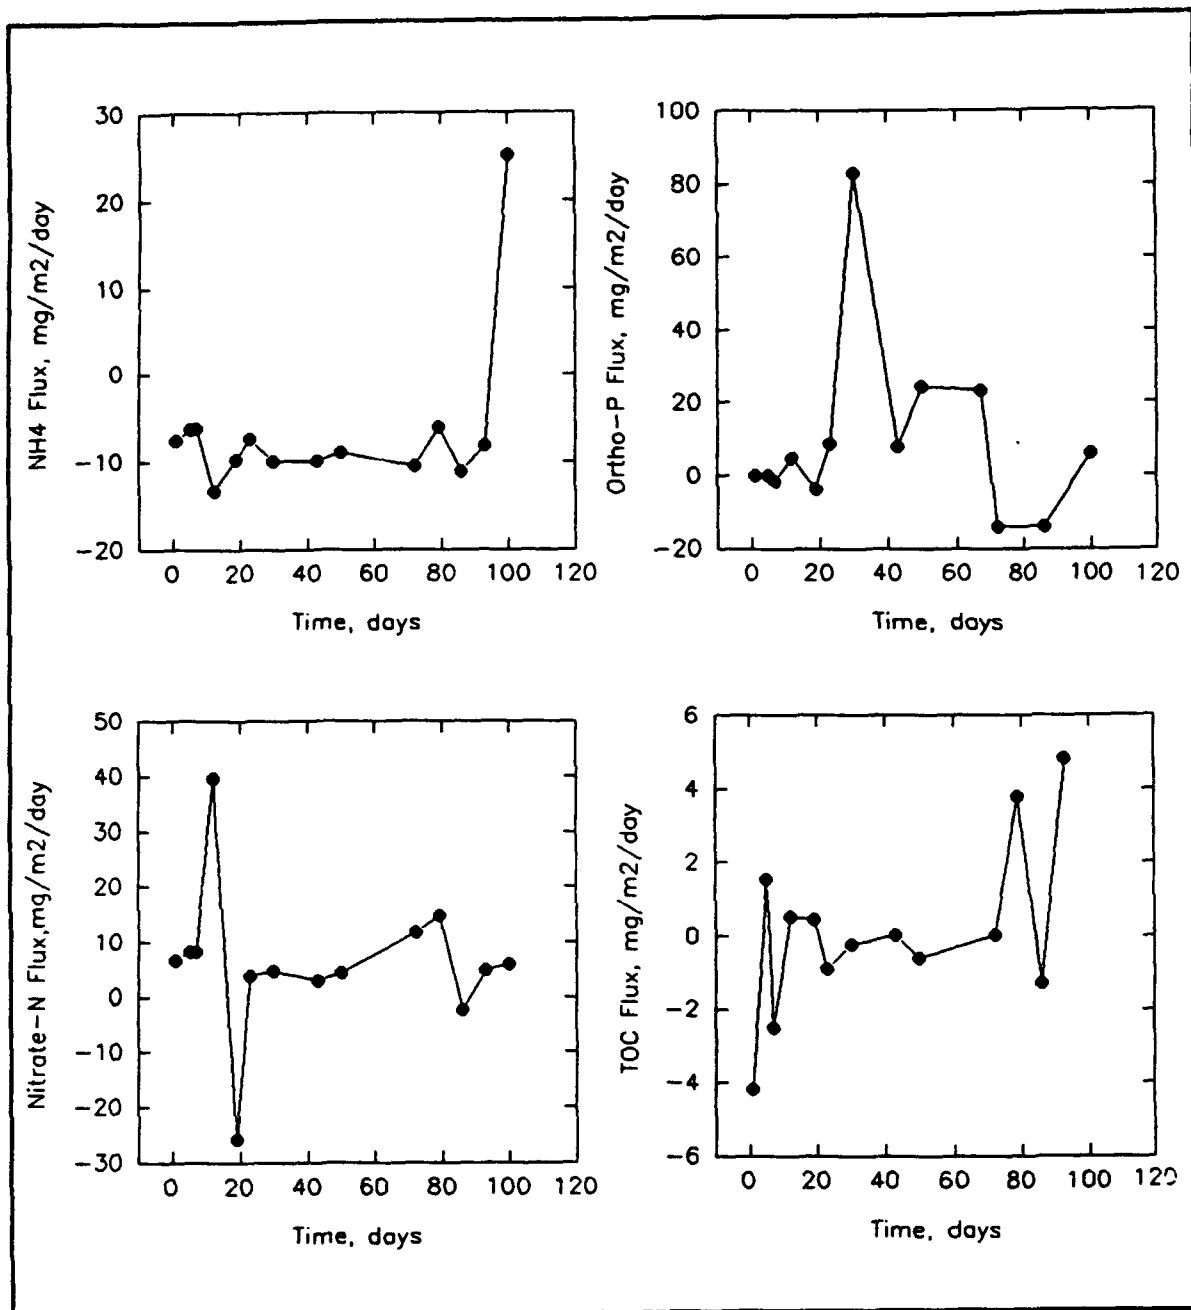 30
20
10
0
−10
−20
NH4 Flux, mg/m2/day
0 20 40 60 80 100 120
Time, days
100
80
60
40
20
0
−20
Ortho−P Flux, mg/m2/day
0 20 40 60 80 100 120
Time, days
50
40
30
20
10
0
−10
−20
−30
Nitrate−N Flux,mg/m2/day
0 20 40 60 80 100 120
Time, days
6
4
2
0
−2
−4
−6
TOC Flux, mg/m2/day
0 20 40 60 80 100 120
Time, days